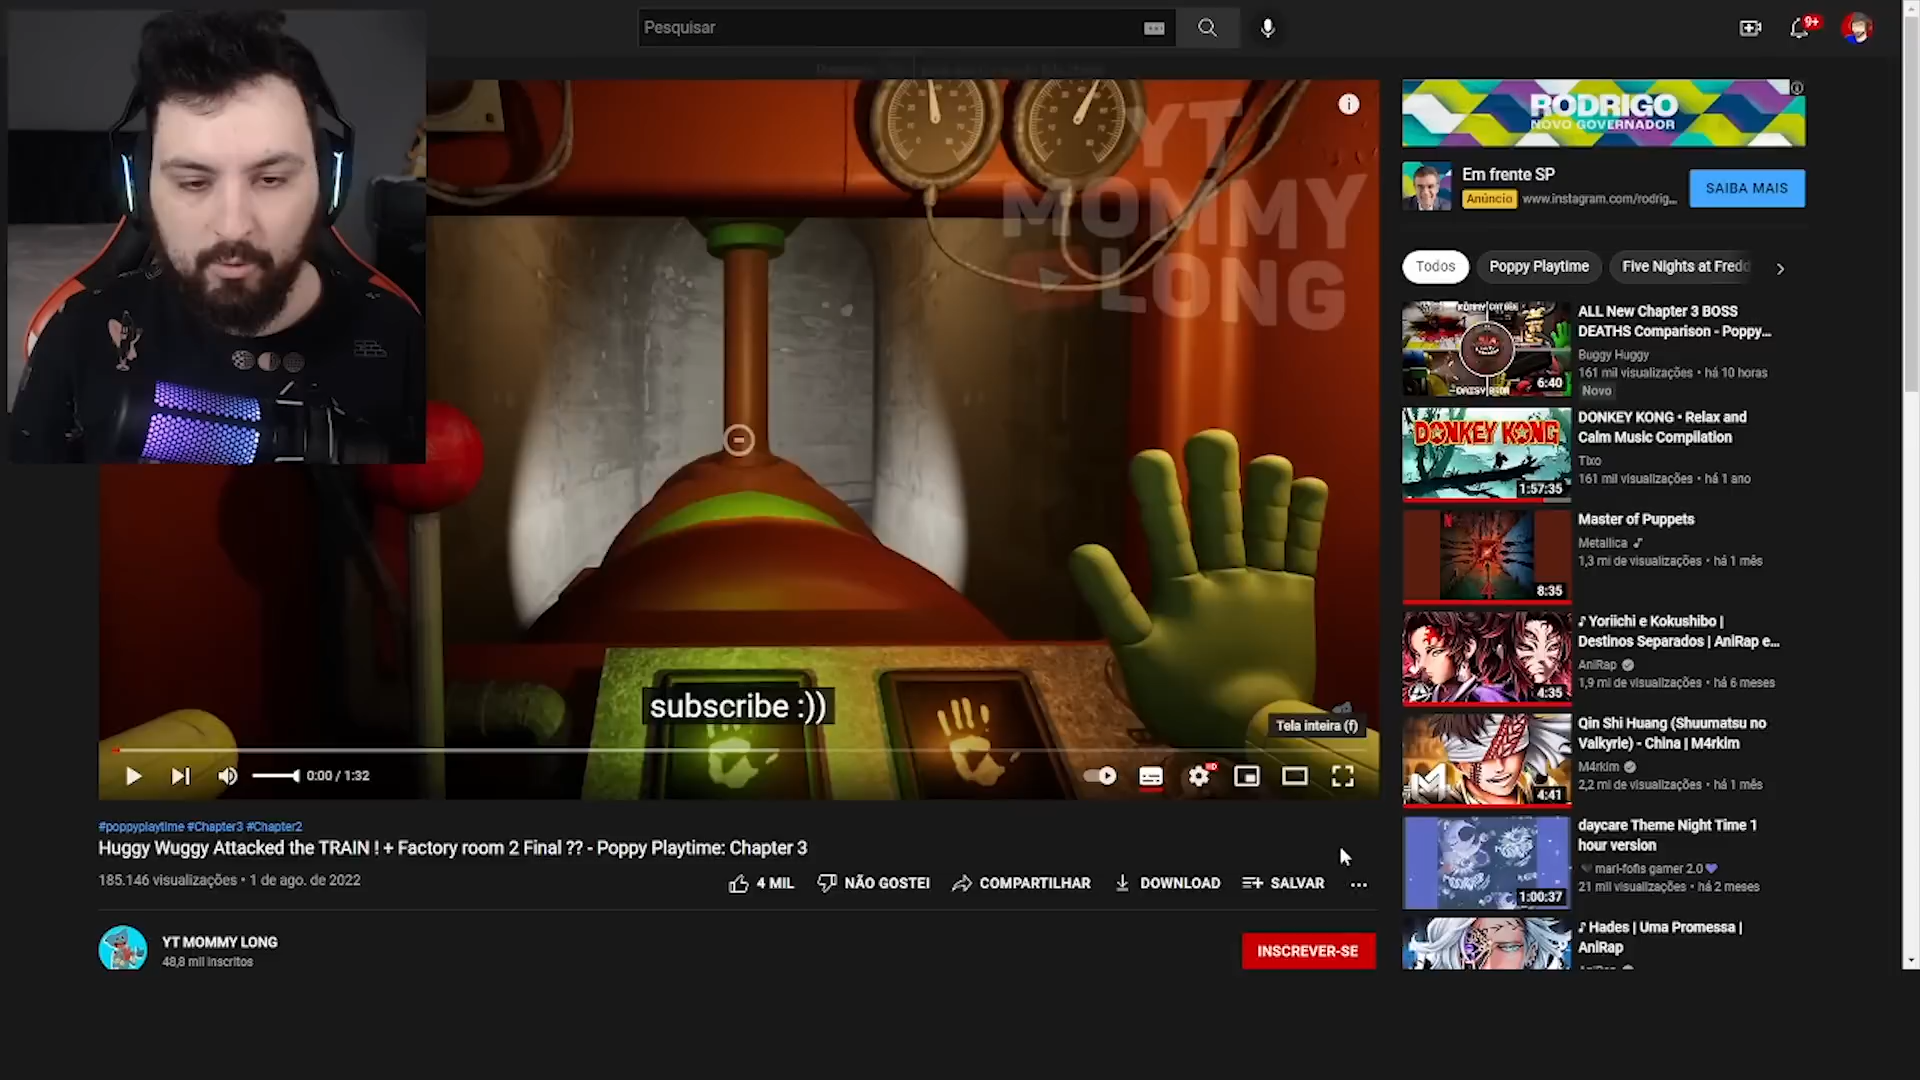 Pesquisar
9+
YT
MOMMY
LONG
subscribe :))
Tela inteira (f)
0:00 / 1:32
HD
#poppyplaytime #Chapter3 #Chapter2
Huggy Wuggy Attacked the TRAIN ! + Factory room 2 Final ?? - Poppy Playtime: Chapter 3
185.146 visualizações • 1 de ago. de 2022
4 MIL
NÃO GOSTEI
COMPARTILHAR
DOWNLOAD
SALVAR
YT MOMMY LONG
48,8 mil inscritos
INSCREVER-SE
RODRIGO
NOVO GOVERNADOR
Em frente SP
Anúncio www.instagram.com/rodrig...
SAIBA MAIS
Todos
Poppy Playtime
Five Nights at Fredd
6:40
ALL New Chapter 3 BOSS
DEATHS Comparison - Poppy...
Buggy Huggy
161 mil visualizações • há 10 horas
Novo
DONKEY KONG
1:57:35
DONKEY KONG • Relax and
Calm Music Compilation
Tixo
161 mil visualizações • há 1 ano
N
8:35
Master of Puppets
Metallica
1,3 mi de visualizações • há 1 mês
4:35
♪ Yoriichi e Kokushibo |
Destinos Separados | AniRap e...
AniRap
1,9 mi de visualizações • há 6 meses
M
4:41
Qin Shi Huang (Shuumatsu no
Valkyrie) - China | M4rkim
M4rkim
2,2 mi de visualizações • há 1 mês
1:00:37
daycare Theme Night Time 1
hour version
mari-fofis gamer 2.0
21 mil visualizações • há 2 meses
♪ Hades | Uma Promessa |
AniRap